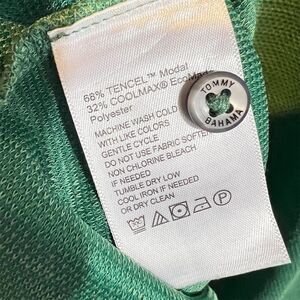 68% TENCEL™ Modal
32% COOLMAX® EcoMade
Polyester
MACHINE WASH COLD
WITH LIKE COLORS
GENTLE CYCLE
DO NOT USE FABRIC SOFTE
NON CHLORINE BLEACH
IF NEEDED
TUMBLE DRY LOW
COOL IRON IF NEEDED
OR DRY CLEAN
TOMMY
BAHAMA